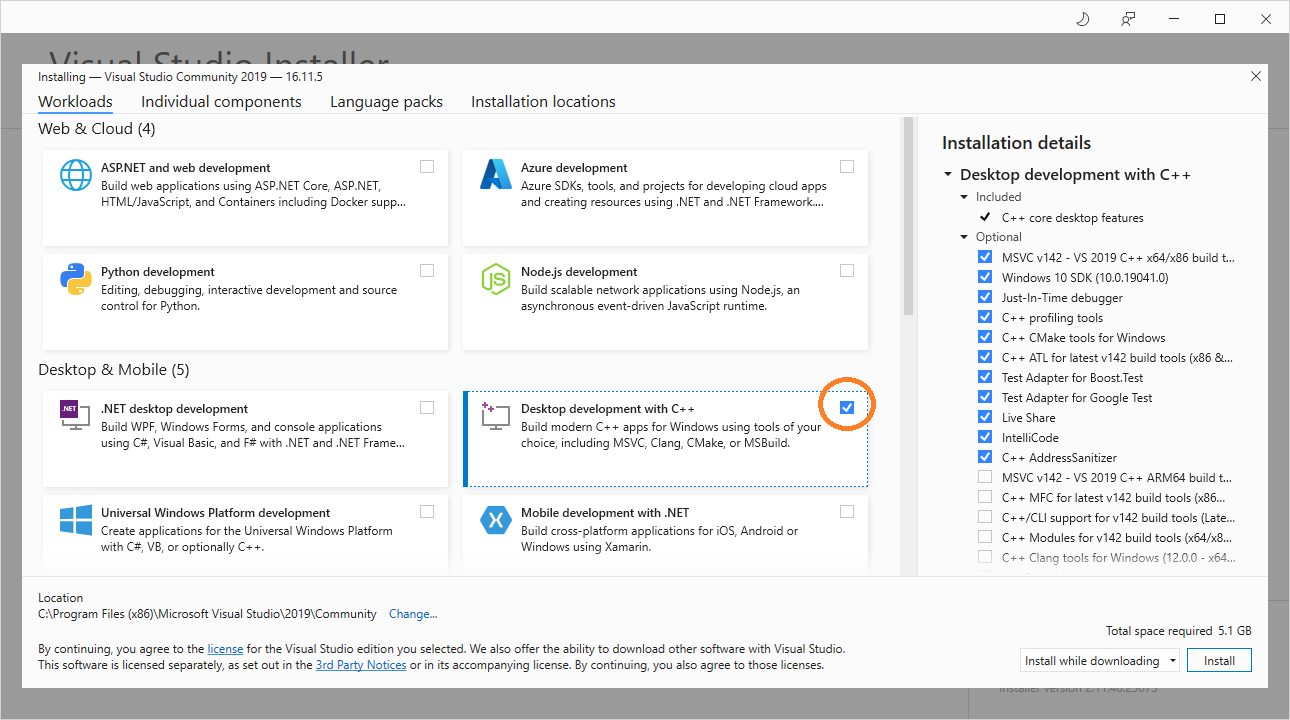 Visual Studio Installer
Installing — Visual Studio Community 2019 — 16.11.5
Workloads
Individual components
Language packs
Installation locations
Web & Cloud (4)
ASP.NET and web development
Build web applications using ASP.NET Core, ASP.NET,
HTML/JavaScript, and Containers including Docker supp...
Azure development
Azure SDKs, tools, and projects for developing cloud apps
and creating resources using .NET and .NET Framework....
Python development
Editing, debugging, interactive development and source
control for Python.
Node.js development
Build scalable network applications using Node.js, an
asynchronous event-driven JavaScript runtime.
Desktop & Mobile (5)
.NET
.NET desktop development
Build WPF, Windows Forms, and console applications
using C#, Visual Basic, and F# with .NET and .NET Frame...
Desktop development with C++
Build modern C++ apps for Windows using tools of your
choice, including MSVC, Clang, CMake, or MSBuild.
Universal Windows Platform development
Create applications for the Universal Windows Platform
with C#, VB, or optionally C++.
Mobile development with .NET
Build cross-platform applications for iOS, Android or
Windows using Xamarin.
Installation details
Desktop development with C++
Included
C++ core desktop features
Optional
MSVC v142 - VS 2019 C++ x64/x86 build t...
Windows 10 SDK (10.0.19041.0)
Just-In-Time debugger
C++ profiling tools
C++ CMake tools for Windows
C++ ATL for latest v142 build tools (x86 &...
Test Adapter for Boost.Test
Test Adapter for Google Test
Live Share
IntelliCode
C++ AddressSanitizer
MSVC v142 - VS 2019 C++ ARM64 build t...
C++ MFC for latest v142 build tools (x86...
C++/CLI support for v142 build tools (Late...
C++ Modules for v142 build tools (x64/x8...
C++ Clang tools for Windows (12.0.0 - x64...
Location
C:\Program Files (x86)\Microsoft Visual Studio\2019\Community
Change...
By continuing, you agree to the license for the Visual Studio edition you selected. We also offer the ability to download other software with Visual Studio.
This software is licensed separately, as set out in the 3rd Party Notices or in its accompanying license. By continuing, you also agree to those licenses.
Total space required 5.1 GB
Install while downloading
Install
Installer version